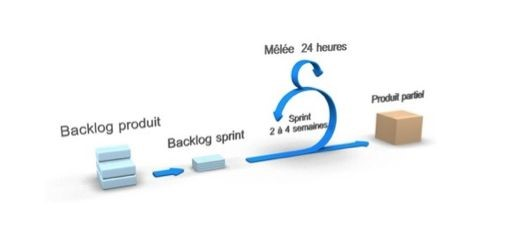 Mêlée 24 heures
Backlog produit
Backlog sprint
Sprint
2 à 4 semaines
Produit partiel